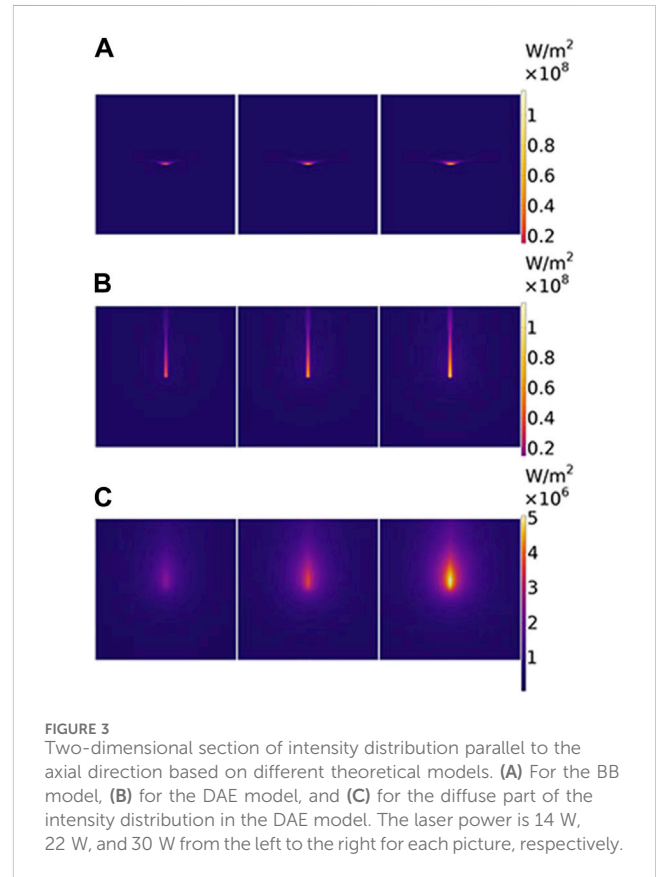 A
W/m²
×10⁸
1
0.8
0.6
0.4
0.2
B
W/m²
×10⁸
1
0.8
0.6
0.4
0.2
C
W/m²
×10⁶
5
4
3
2
1
FIGURE 3
Two-dimensional section of intensity distribution parallel to the
axial direction based on different theoretical models. (A) For the BB
model, (B) for the DAE model, and (C) for the diffuse part of the
intensity distribution in the DAE model. The laser power is 14 W,
22 W, and 30 W from the left to the right for each picture, respectively.